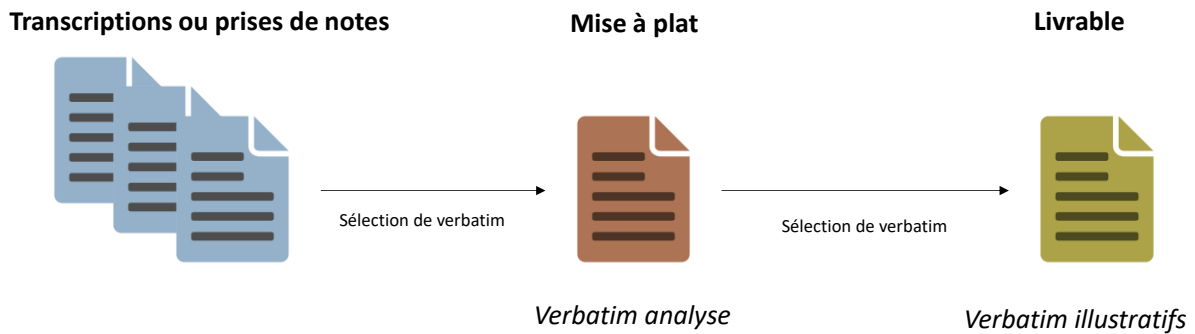 Transcriptions ou prises de notes
Mise à plat
Livrable
Sélection de verbatim
Sélection de verbatim
Verbatim analyse
Verbatim illustratifs